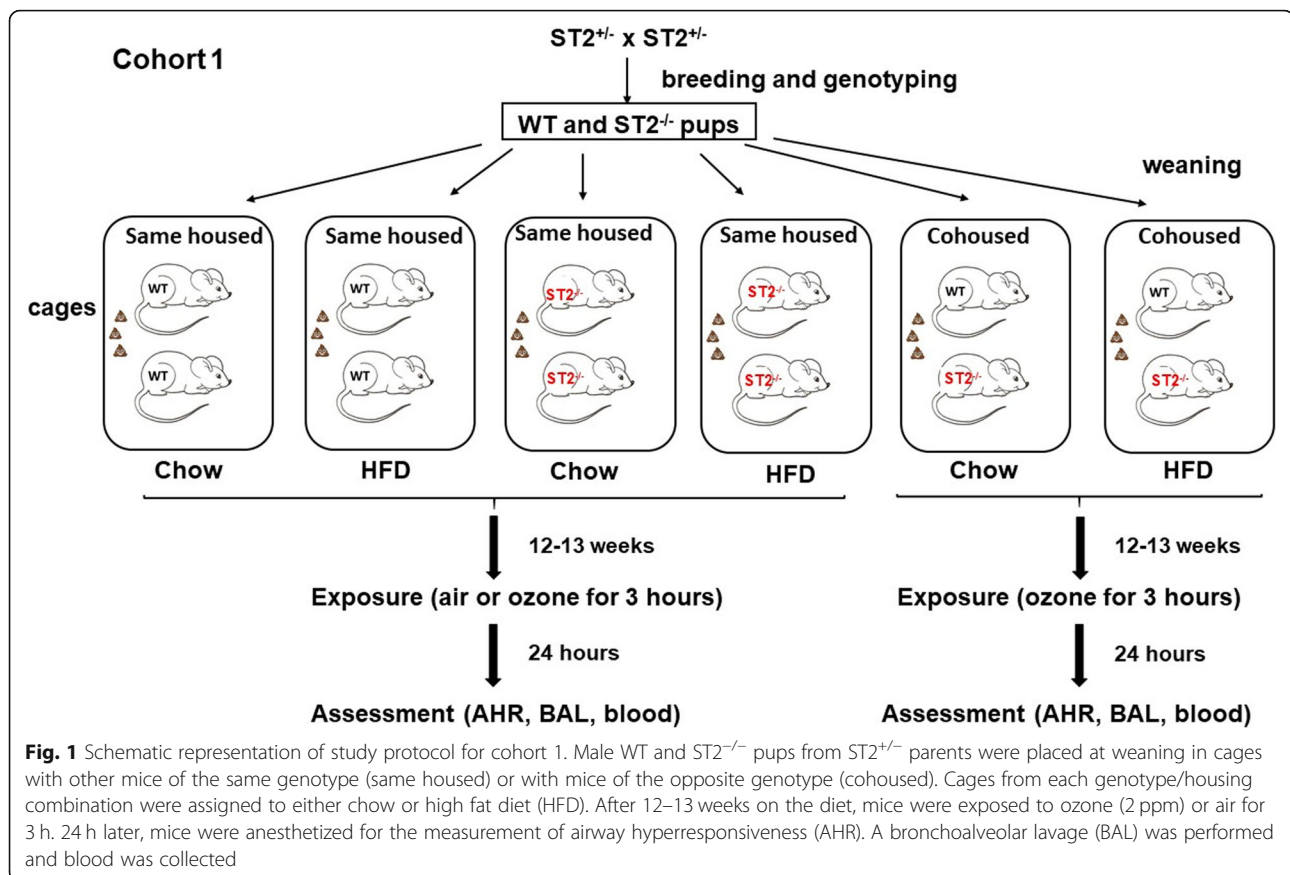 Cohort 1
ST2+/- x ST2+/-
breeding and genotyping
WT and ST2-/- pups
weaning
Same housed Same housed Same housed Same housed Cohoused Cohoused
cages
WT WT ST2-/- ST2-/- WT WT
WT WT ST2-/- ST2-/- ST2-/- ST2-/-
Chow HFD Chow HFD Chow HFD
12-13 weeks 12-13 weeks
Exposure (air or ozone for 3 hours) Exposure (ozone for 3 hours)
24 hours 24 hours
Assessment (AHR, BAL, blood) Assessment (AHR, BAL, blood)
Fig. 1 Schematic representation of study protocol for cohort 1. Male WT and ST2−/− pups from ST2+/− parents were placed at weaning in cages
with other mice of the same genotype (same housed) or with mice of the opposite genotype (cohoused). Cages from each genotype/housing
combination were assigned to either chow or high fat diet (HFD). After 12–13 weeks on the diet, mice were exposed to ozone (2 ppm) or air for
3 h. 24 h later, mice were anesthetized for the measurement of airway hyperresponsiveness (AHR). A bronchoalveolar lavage (BAL) was performed
and blood was collected